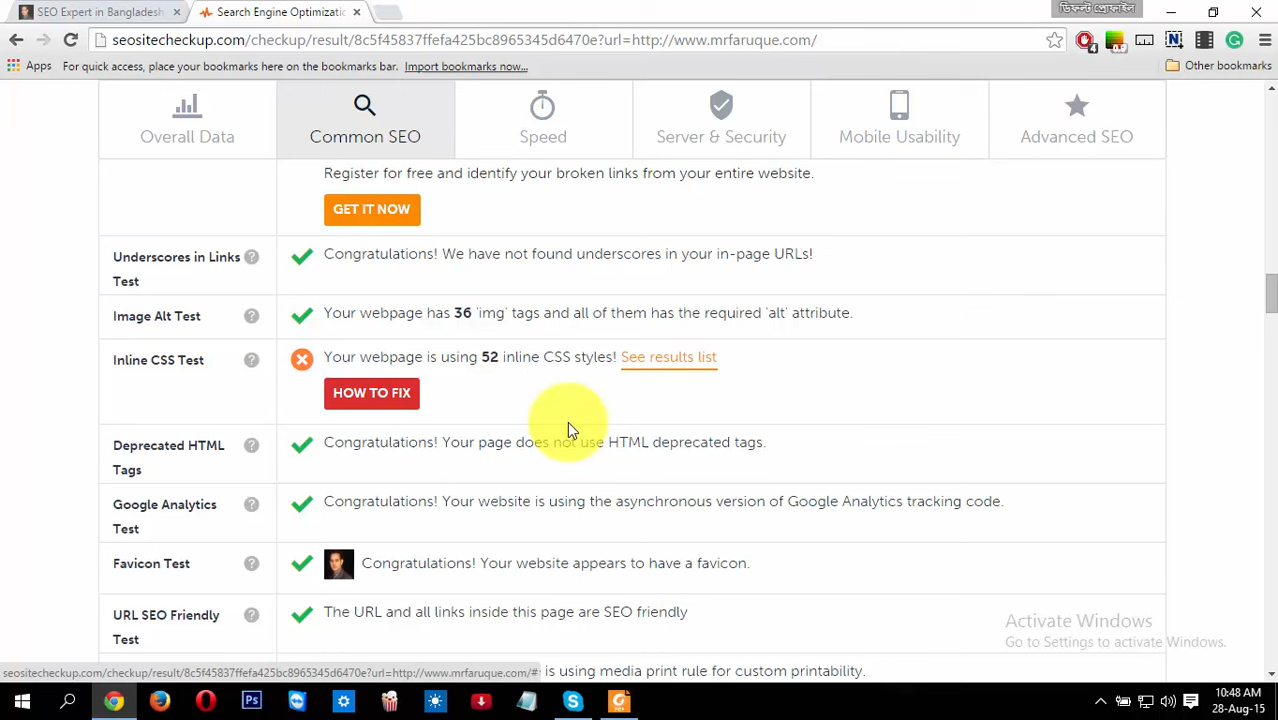 SEO Expert in Bangladesh
Search Engine Optimizatio
ডিফল্ট প্রোফাইল
seositecheckup.com/checkup/result/8c5f45837ffefa425bc8965345d6470e?url=http://www.mrfaruque.com/
4
Apps For quick access, place your bookmarks here on the bookmarks bar. Import bookmarks now... Other bookmarks
Overall Data
Common SEO
Speed
Server & Security
Mobile Usability
Advanced SEO
Register for free and identify your broken links from your entire website.
GET IT NOW
Underscores in Links
Test
Congratulations! We have not found underscores in your in-page URLs!
Image Alt Test
Your webpage has 36 'img' tags and all of them has the required 'alt' attribute.
Inline CSS Test
Your webpage is using 52 inline CSS styles! See results list
HOW TO FIX
Deprecated HTML
Tags
Congratulations! Your page does not use HTML deprecated tags.
Google Analytics
Test
Congratulations! Your website is using the asynchronous version of Google Analytics tracking code.
Favicon Test
Congratulations! Your website appears to have a favicon.
URL SEO Friendly
Test
The URL and all links inside this page are SEO friendly
Activate Windows
Go to Settings to activate Windows.
seositecheckup.com/checkup/result/8c5f45837ffefa425bc8965345d6470e?url=http://www.mrfaruque.com/#
is using media print rule for custom printability.
10:48 AM
28-Aug-15